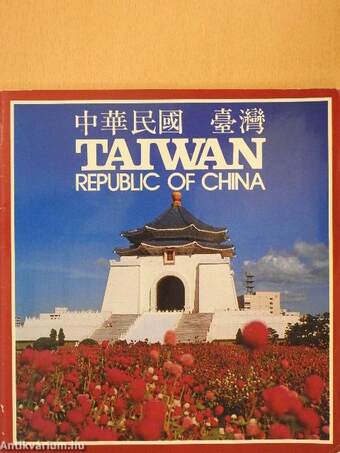 中華民國 臺灣
TAIWAN
REPUBLIC OF CHINA
Antikvarium.hu